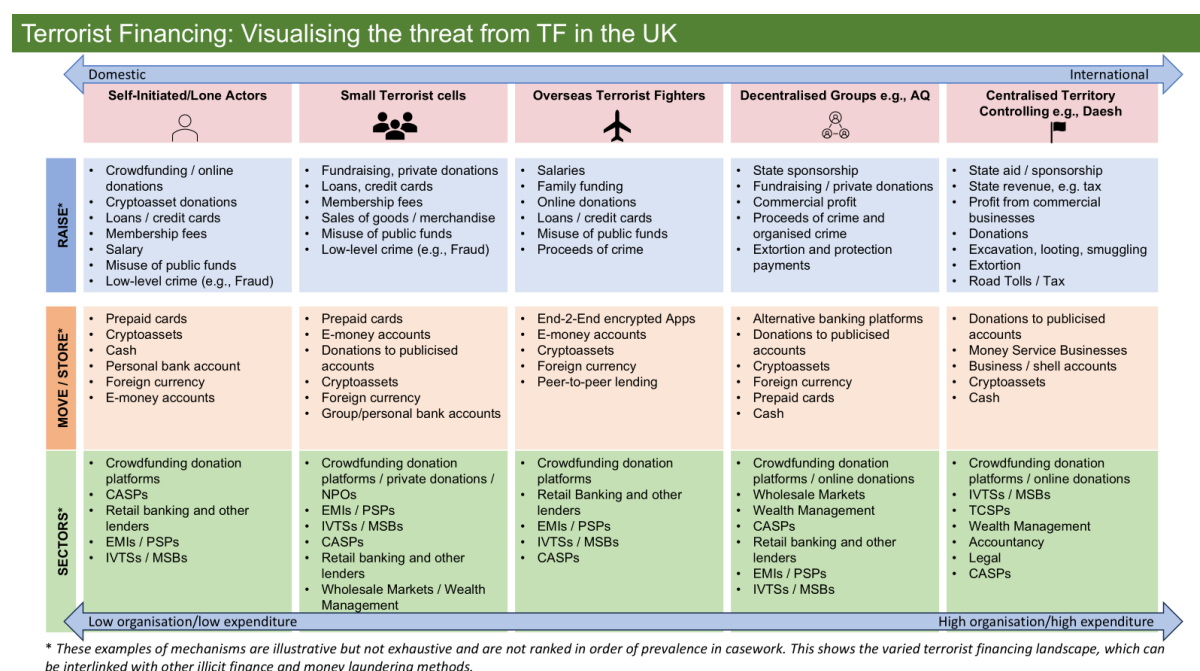 Terrorist Financing: Visualising the threat from TF in the UK
Domestic
International
Self-Initiated/Lone Actors
Small Terrorist cells
Overseas Terrorist Fighters
Decentralised Groups e.g., AQ
Centralised Territory
Controlling e.g., Daesh
RAISE*
• Crowdfunding / online
donations
• Cryptoasset donations
• Loans / credit cards
• Membership fees
• Salary
• Misuse of public funds
• Low-level crime (e.g., Fraud)
• Fundraising, private donations
• Loans, credit cards
• Membership fees
• Sales of goods / merchandise
• Misuse of public funds
• Low-level crime (e.g., Fraud)
• Salaries
• Family funding
• Online donations
• Loans / credit cards
• Misuse of public funds
• Proceeds of crime
• State sponsorship
• Fundraising / private donations
• Commercial profit
• Proceeds of crime and
organised crime
• Extortion and protection
payments
• State aid / sponsorship
• State revenue, e.g. tax
• Profit from commercial
businesses
• Donations
• Excavation, looting, smuggling
• Extortion
• Road Tolls / Tax
MOVE / STORE*
• Prepaid cards
• Cryptoassets
• Cash
• Personal bank account
• Foreign currency
• E-money accounts
• Prepaid cards
• E-money accounts
• Donations to publicised
accounts
• Cryptoassets
• Foreign currency
• Group/personal bank accounts
• End-2-End encrypted Apps
• E-money accounts
• Cryptoassets
• Foreign currency
• Peer-to-peer lending
• Alternative banking platforms
• Donations to publicised
accounts
• Cryptoassets
• Foreign currency
• Prepaid cards
• Cash
• Donations to publicised
accounts
• Money Service Businesses
• Business / shell accounts
• Cryptoassets
• Cash
SECTORS*
• Crowdfunding donation
platforms
• CASPs
• Retail banking and other
lenders
• EMIs / PSPs
• IVTSs / MSBs
• Crowdfunding donation
platforms / private donations /
NPOs
• EMIs / PSPs
• IVTSs / MSBs
• CASPs
• Retail banking and other
lenders
• Wholesale Markets / Wealth
Management
• Crowdfunding donation
platforms
• Retail Banking and other
lenders
• EMIs / PSPs
• IVTSs / MSBs
• CASPs
• Crowdfunding donation
platforms / online donations
• Wholesale Markets
• Wealth Management
• CASPs
• Retail banking and other
lenders
• EMIs / PSPs
• IVTSs / MSBs
• Crowdfunding donation
platforms / online donations
• IVTSs / MSBs
• TCSPs
• Wealth Management
• Accountancy
• Legal
• CASPs
Low organisation/low expenditure
High organisation/high expenditure
* These examples of mechanisms are illustrative but not exhaustive and are not ranked in order of prevalence in casework. This shows the varied terrorist financing landscape, which can
be interlinked with other illicit finance and money laundering methods.